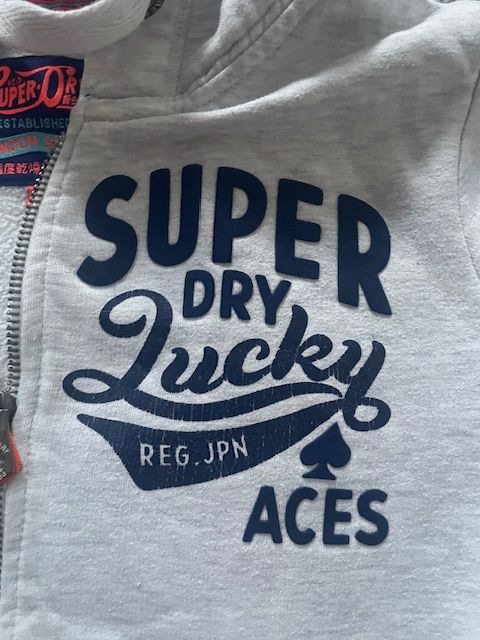 SUPER
DRY
Lucky
REG.JPN
ACES
ESTABLISHED